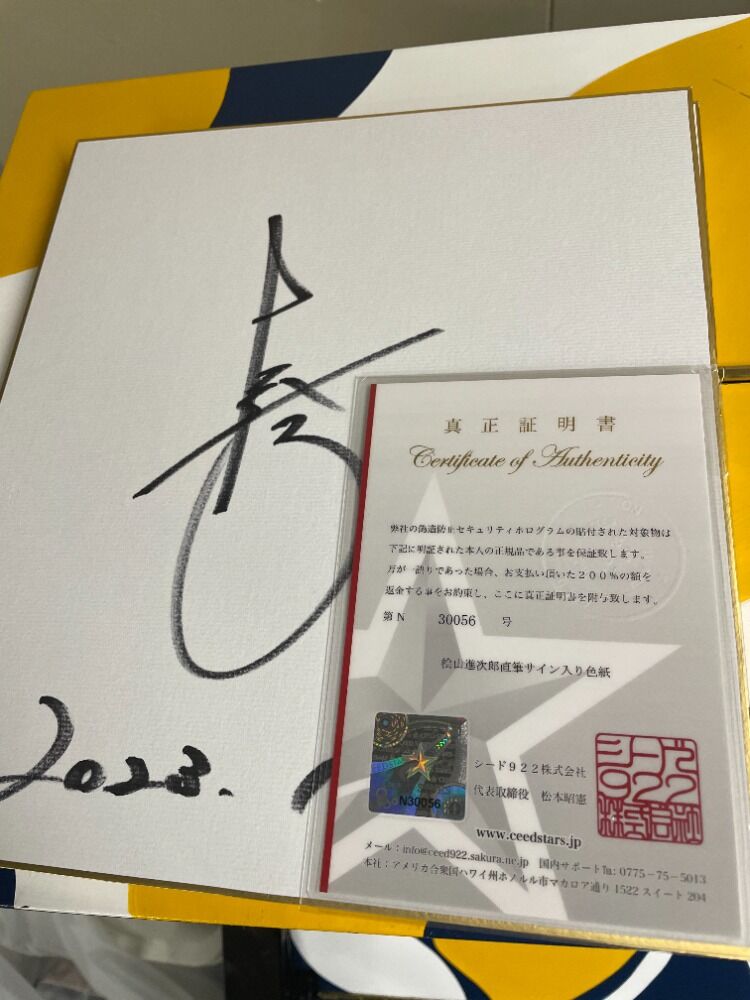 2023.
真正証明書
Certificate of Authenticity
弊社の偽造防止セキュリティホログラムの貼付された対象物は
下記に明証された本人の正規品である事を保証致します。
万が一誤りであった場合、お支払い頂いた200%の額を
返金する事をお約束し、ここに真正証明書を附与致します。
第N 30056 号
桧山進次郎直筆サイン入り色紙
N30056
シード922株式会社
代表取締役 松本昭憲
www.ceedstars.jp
メール：info@ceed922.sakura.ne.jp 国内サポート℡: 0775-75-5013
本社：アメリカ合衆国ハワイ州ホノルル市マカロア通り 1522 スイート 204